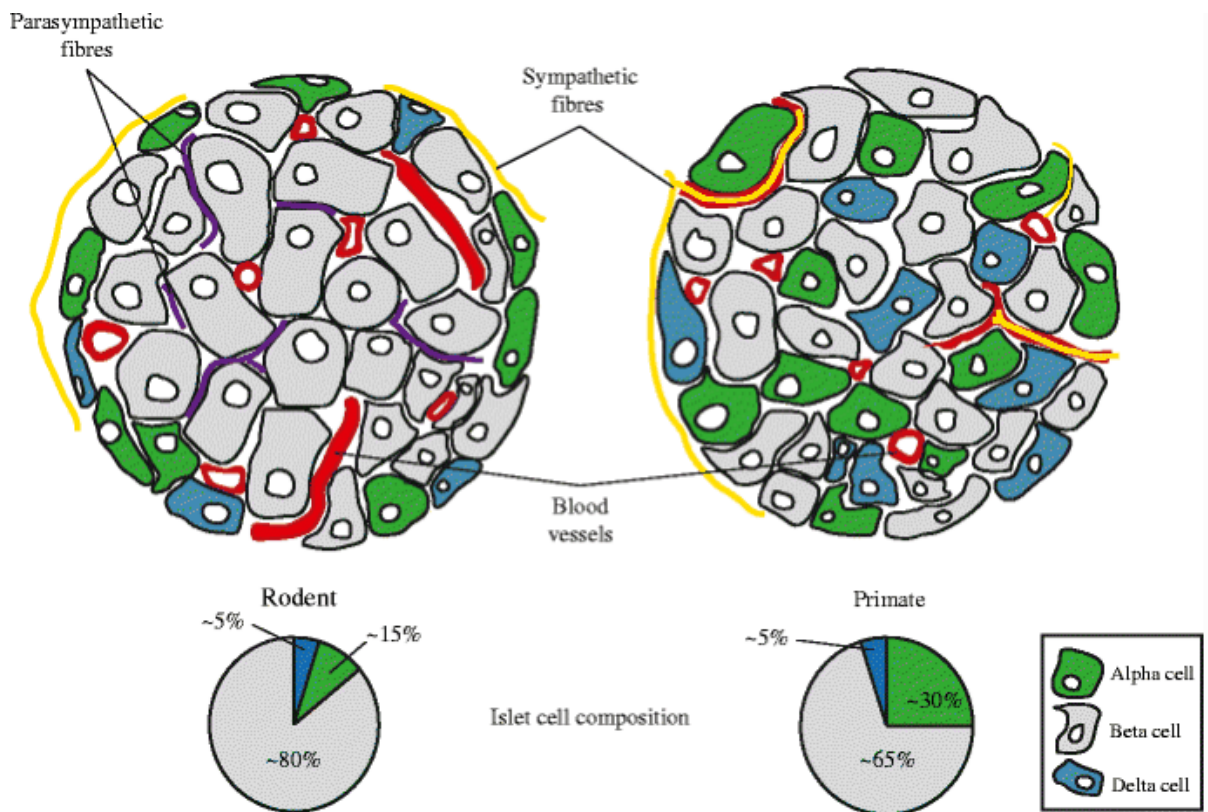 Parasympathetic
fibres
Sympathetic
fibres
Blood
vessels
Rodent
~5%
~15%
~80%
Islet cell composition
Primate
~5%
~30%
~65%
Alpha cell
Beta cell
Delta cell